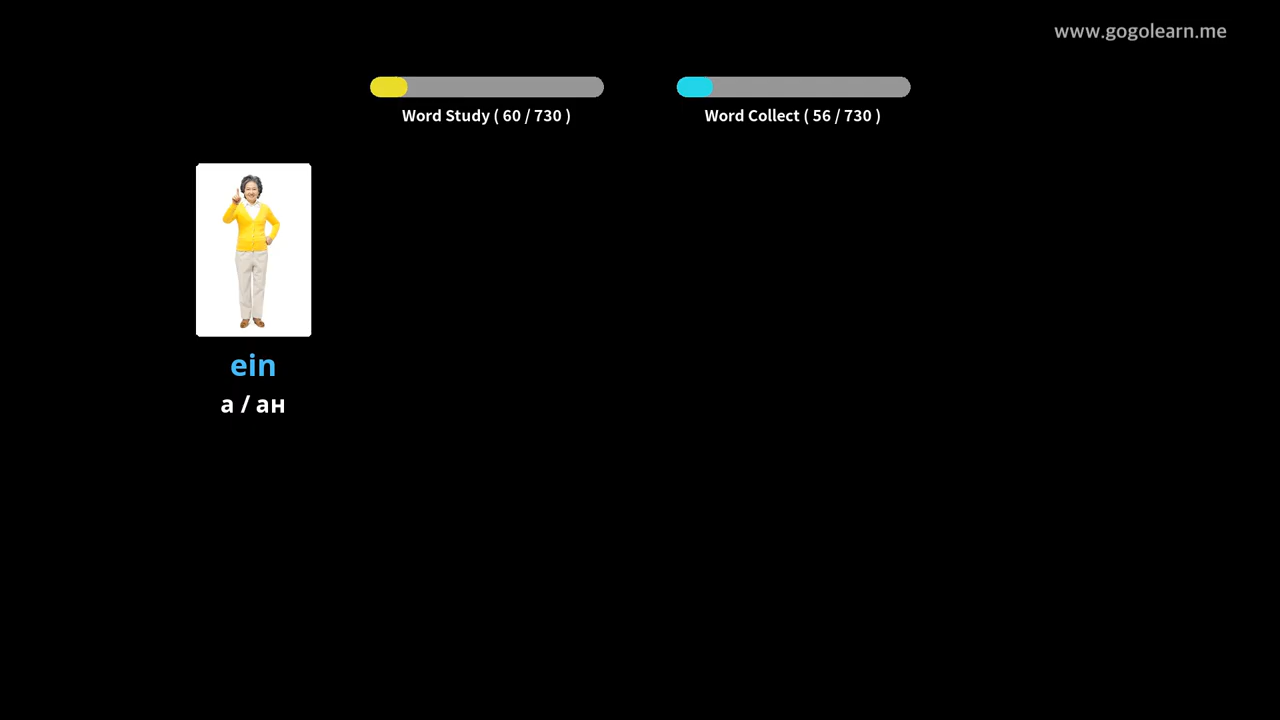 www.gogolearn.me
Word Study ( 60 / 730 )
Word Collect ( 56 / 730 )
ein
а / ан